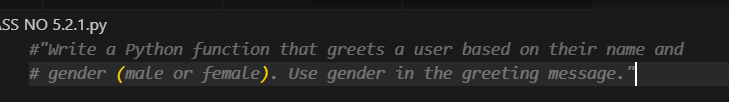 ASS NO 5.2.1.py
#"Write a Python function that greets a user based on their name and
# gender (male or female). Use gender in the greeting message."